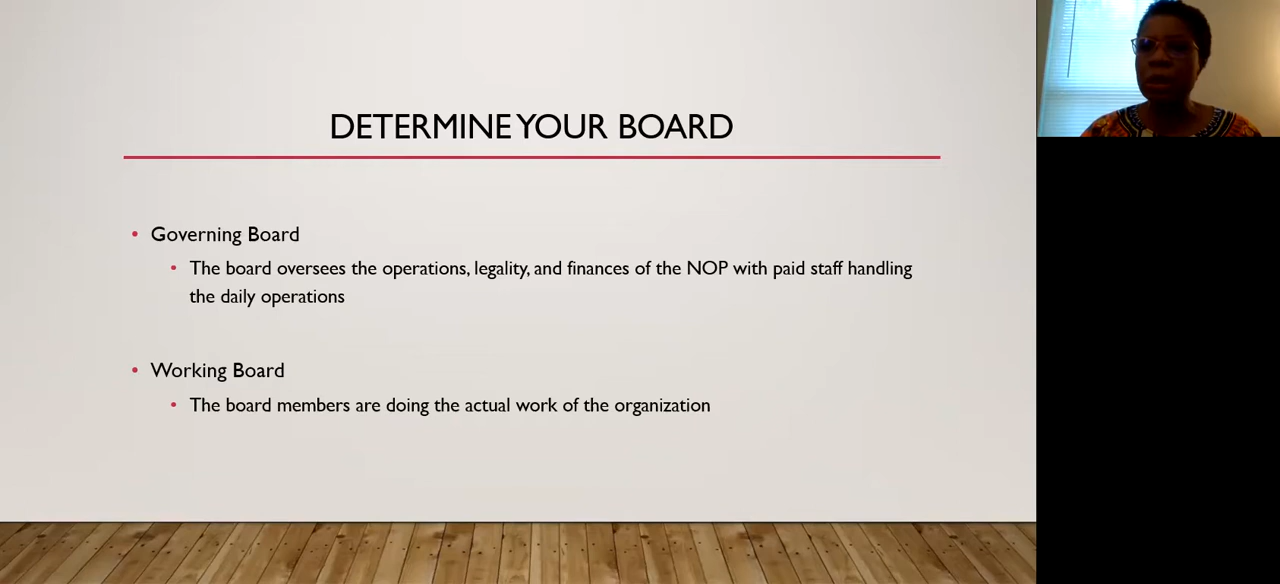 DETERMINE YOUR BOARD
• Governing Board
• The board oversees the operations, legality, and finances of the NOP with paid staff handling
the daily operations
• Working Board
• The board members are doing the actual work of the organization